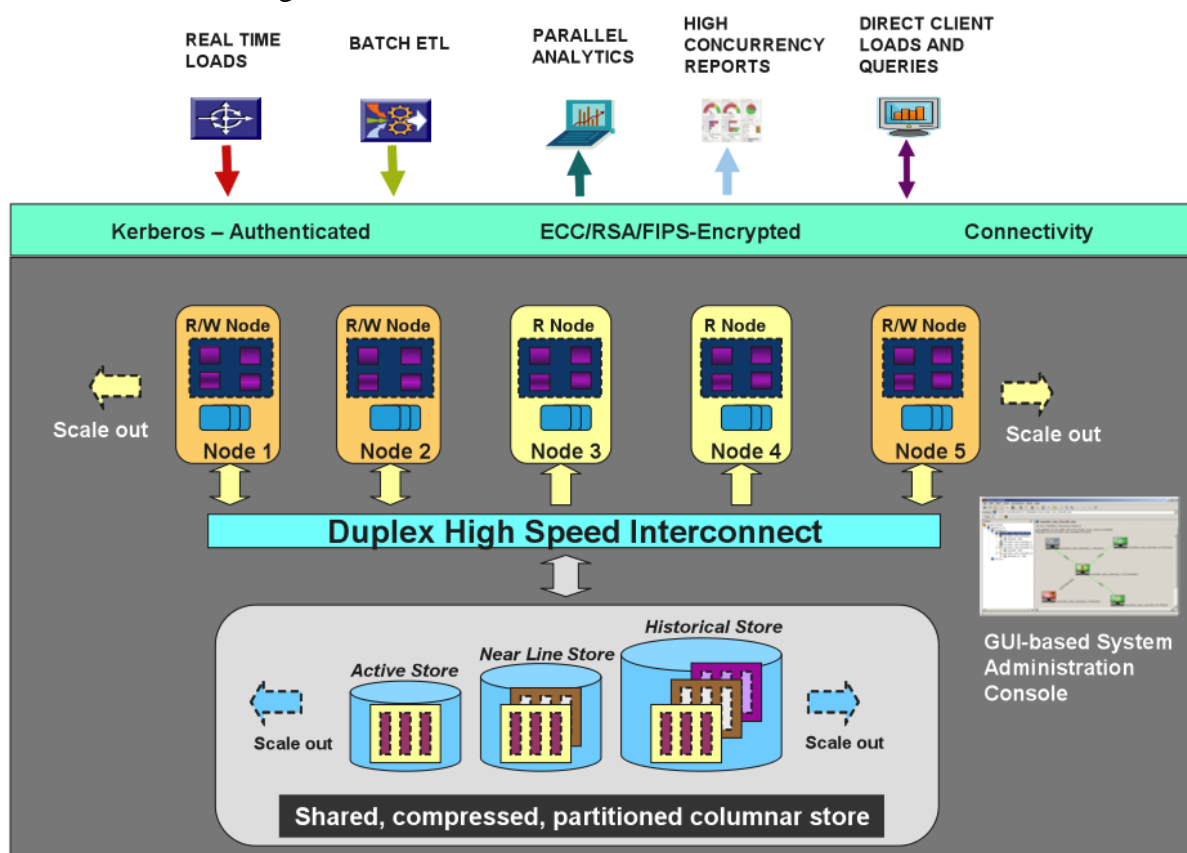 REAL TIME
LOADS
BATCH ETL
PARALLEL
ANALYTICS
HIGH
CONCURRENCY
REPORTS
DIRECT CLIENT
LOADS AND
QUERIES
Kerberos – Authenticated
ECC/RSA/FIPS-Encrypted
Connectivity
R/W Node
R/W Node
R Node
R Node
R/W Node
Scale out
Node 1
Node 2
Node 3
Node 4
Node 5
Scale out
Duplex High Speed Interconnect
Active Store
Near Line Store
Historical Store
Scale out
Scale out
Shared, compressed, partitioned columnar store
GUI-based System
Administration
Console